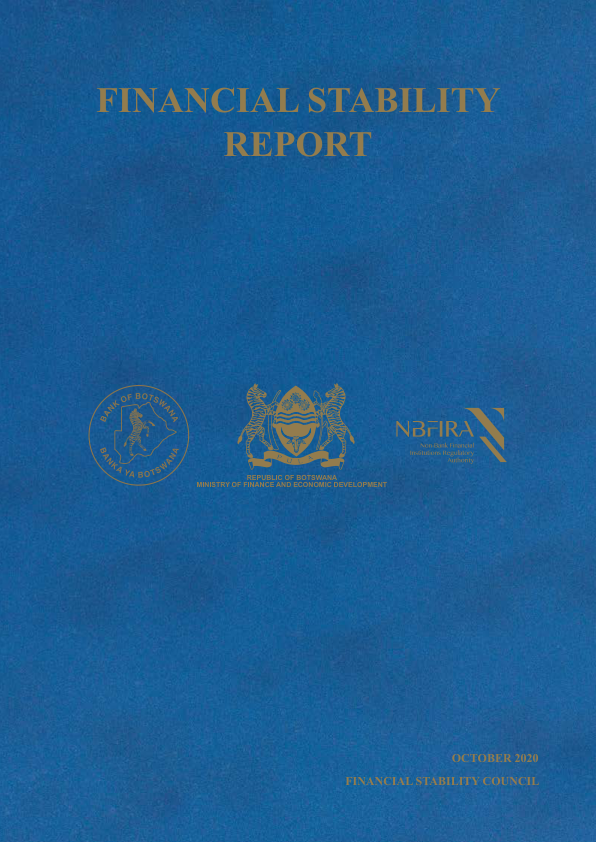 FINANCIAL STABILITY
REPORT
BANK OF BOTSWANA
BANKA YA BOTSWANA
PULA
REPUBLIC OF BOTSWANA
MINISTRY OF FINANCE AND ECONOMIC DEVELOPMENT
NBFIRA
Non-Bank Financial
Institutions Regulatory
Authority
OCTOBER 2020
FINANCIAL STABILITY COUNCIL